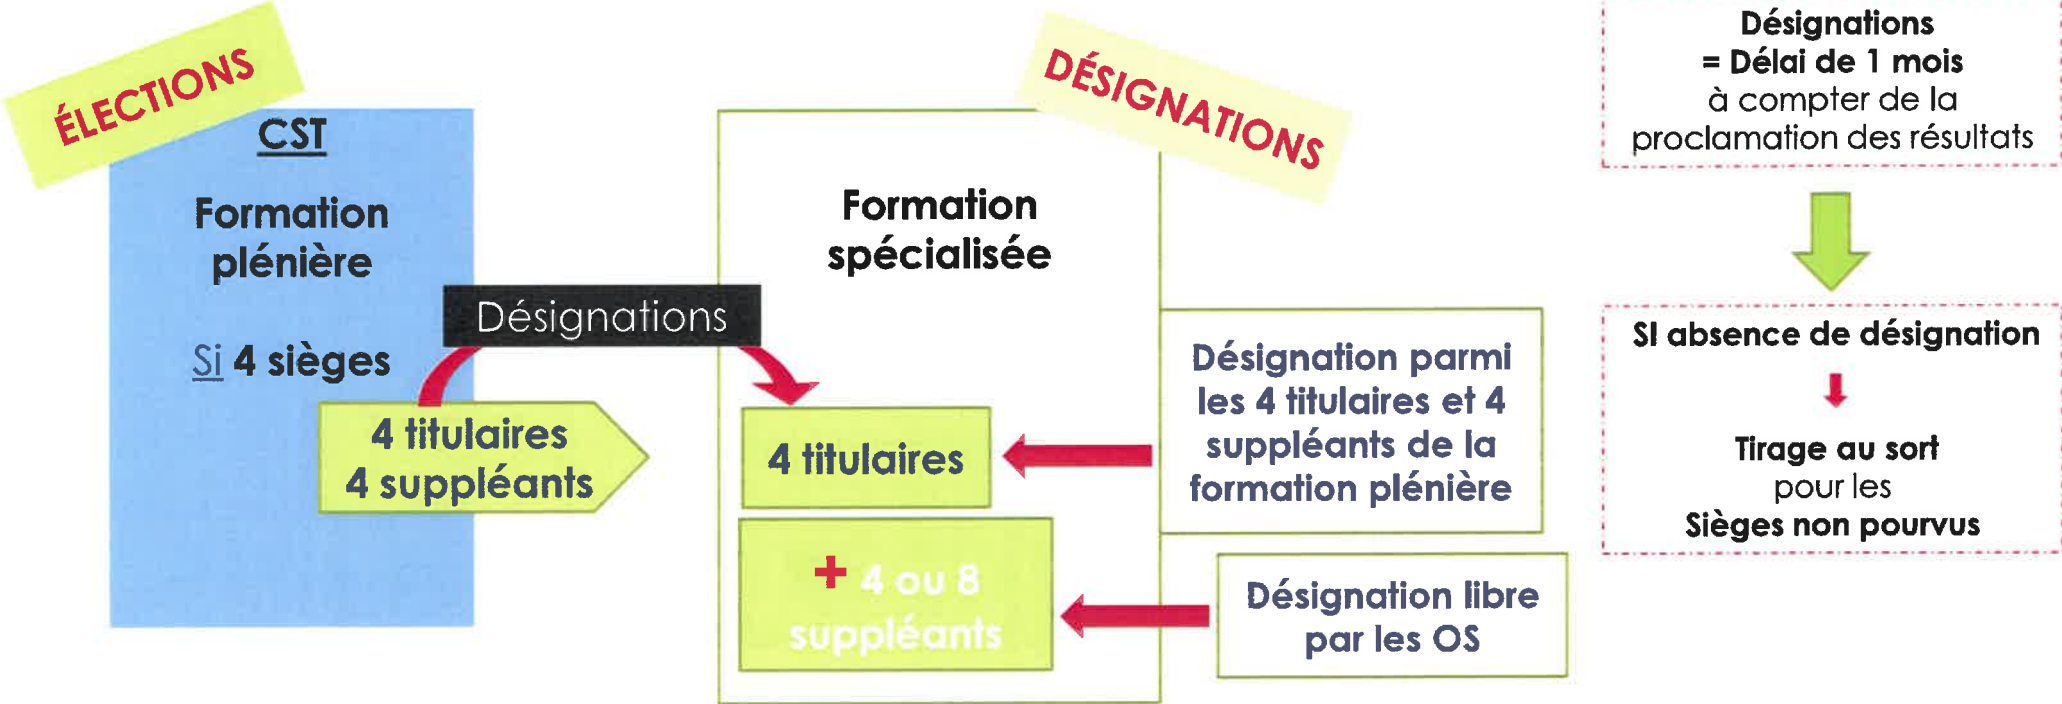 ÉLECTIONS
CST
Formation
plénière
Si 4 sièges
4 titulaires
4 suppléants
Désignations
DÉSIGNATIONS
Formation
spécialisée
4 titulaires
+ 4 ou 8
suppléants
Désignation parmi
les 4 titulaires et 4
suppléants de la
formation plénière
Désignation libre
par les OS
Désignations
= Délai de 1 mois
à compter de la
proclamation des résultats
SI absence de désignation
Tirage au sort
pour les
Sièges non pourvus